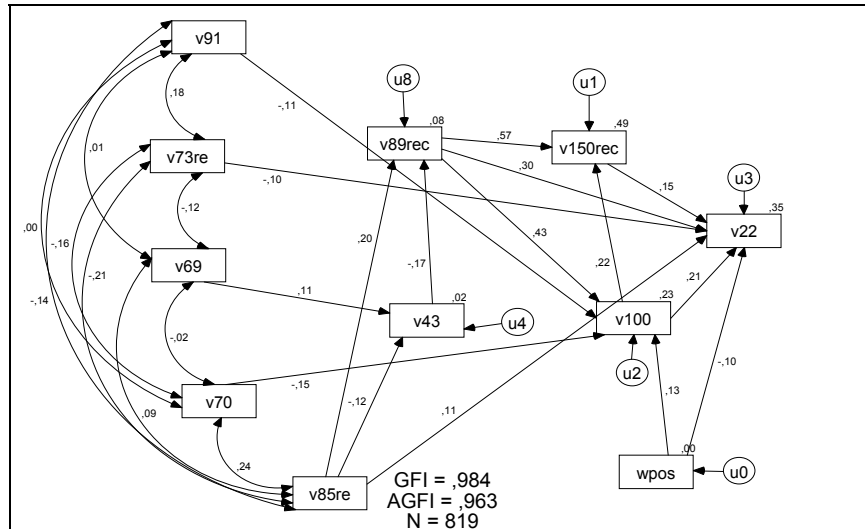 v91
u8
u1
,18
-,11
,08
,49
v89rec
,57
v150rec
v73re
,01
,30
u3
-,10
,15
,35
-,12
v22
,00
-,16
,20
,43
-,21
v69
-,17
,22
,21
-,14
,11
,02
,23
v43
u4
v100
-,02
u2
-,10
-,15
v70
,13
,09
-,12
,11
,24
,00
wpos
u0
v85re
GFI = ,984
AGFI = ,963
N = 819